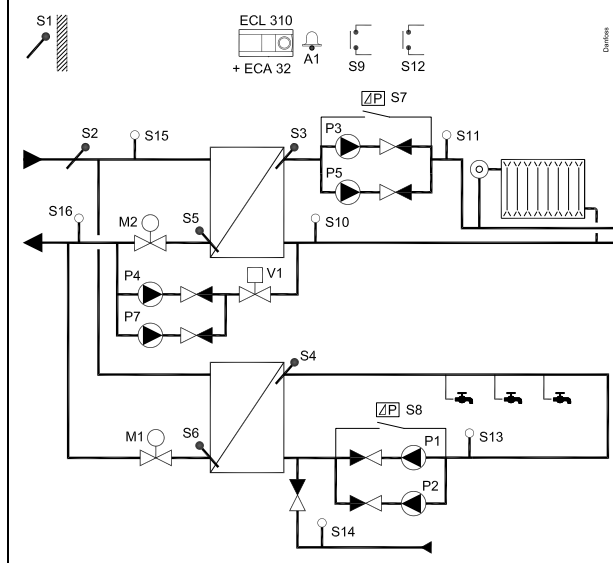 S1
ECL 310
+ ECA 32
A1
S9
S12
Danfoss
⊿P S7
S2
S15
S3
P3
S11
P5
S16
M2
S5
S10
P4
V1
P7
S4
⊿P S8
M1
S6
P1
S13
P2
S14